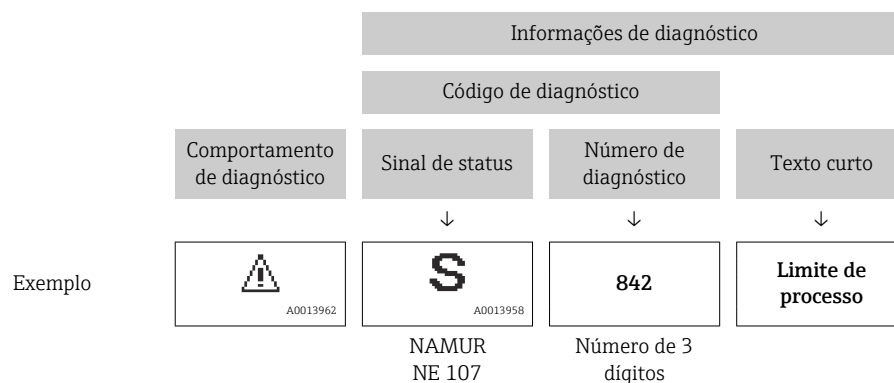 Informações de diagnóstico
Código de diagnóstico
Comportamento
de diagnóstico
Sinal de status
Número de
diagnóstico
Texto curto
↓ ↓ ↓
Exemplo
A0013962
S
A0013958
842
Limite de
processo
NAMUR
NE 107
Número de 3
dígitos